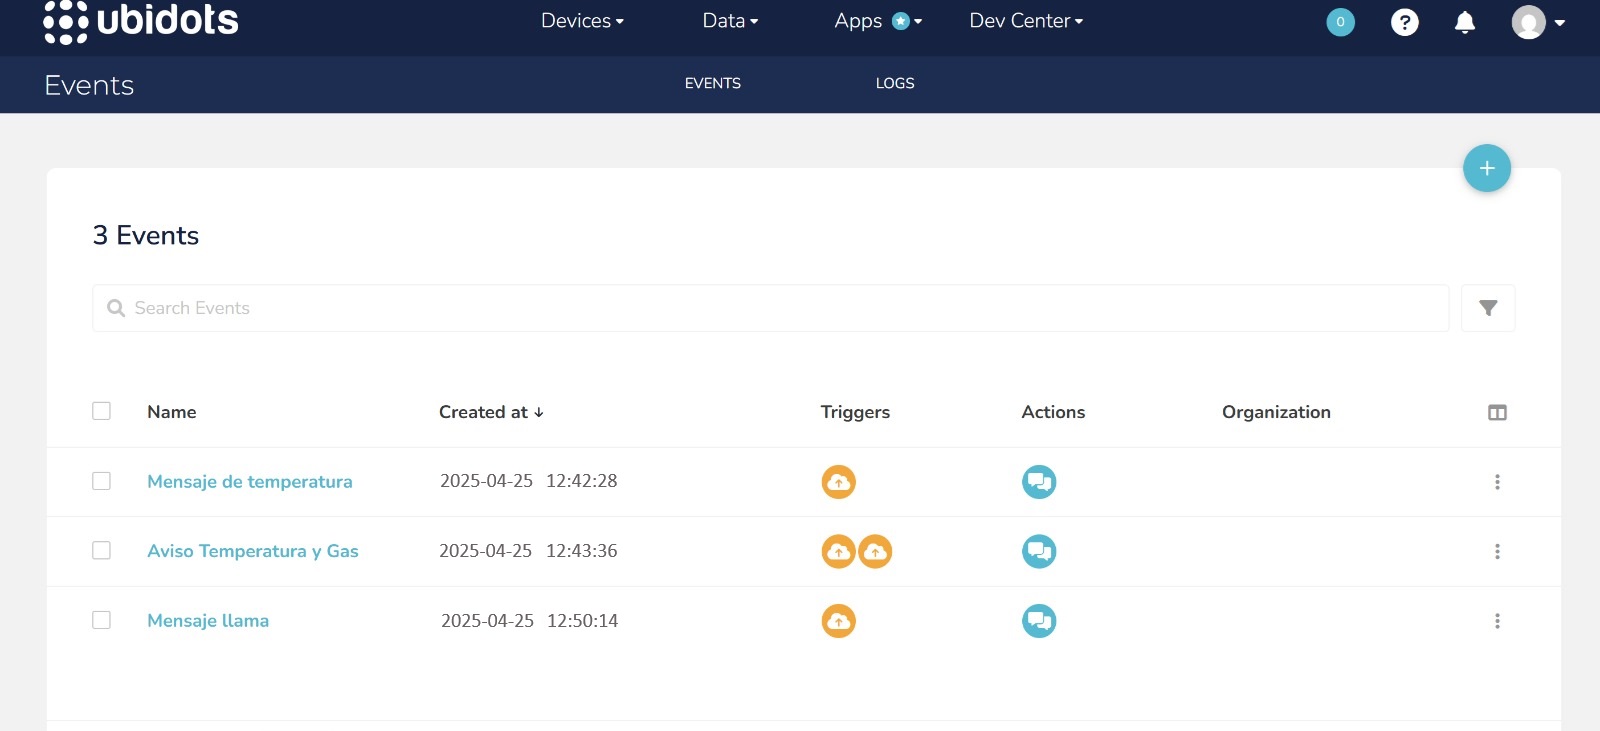 ubidots Devices Data Apps Dev Center 0 ?
Events EVENTS LOGS
+
3 Events
Search Events
Name Created at ↓ Triggers Actions Organization
Mensaje de temperatura 2025-04-25 12:42:28
Aviso Temperatura y Gas 2025-04-25 12:43:36
Mensaje llama 2025-04-25 12:50:14